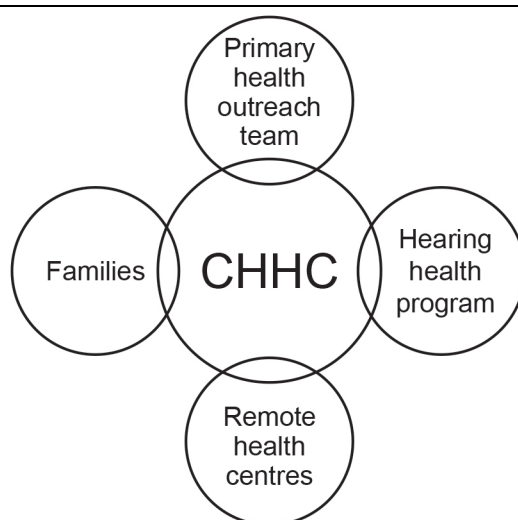 Primary
health
outreach
team
Families
CHHC
Hearing
health
program
Remote
health
centres